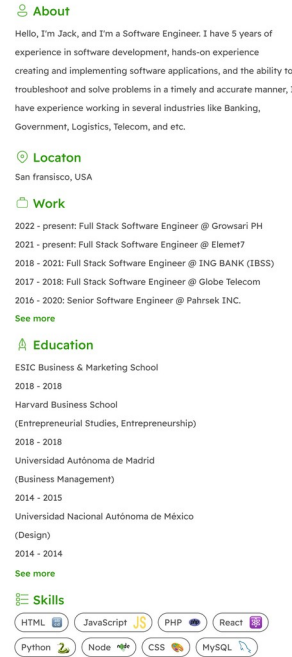 About
Hello, I'm Jack, and I'm a Software Engineer. I have 5 years of
experience in software development, hands-on experience
creating and implementing software applications, and the ability to
troubleshoot and solve problems in a timely and accurate manner,
have experience working in several industries like Banking,
Government, Logistics, Telecom, and etc.
Locaton
San fransisco, USA
Work
2022 - present: Full Stack Software Engineer @ Growsari PH
2021 - present: Full Stack Software Engineer @ Elemet7
2018 - 2021: Full Stack Software Engineer @ ING BANK (IBSS)
2017 - 2018: Full Stack Software Engineer @ Globe Telecom
2016 - 2020: Senior Software Engineer @ Pahrsek INC.
See more
Education
ESIC Business & Marketing School
2018 - 2018
Harvard Business School
(Entrepreneurial Studies, Entrepreneurship)
2018 - 2018
Universidad Autònoma de Madrid
(Business Management)
2014 - 2015
Universidad Nacional Autónoma de México
(Design)
2014 - 2014
See more
Skills
HTML JavaScript JS PHP php React
Python Node node CSS MySQL